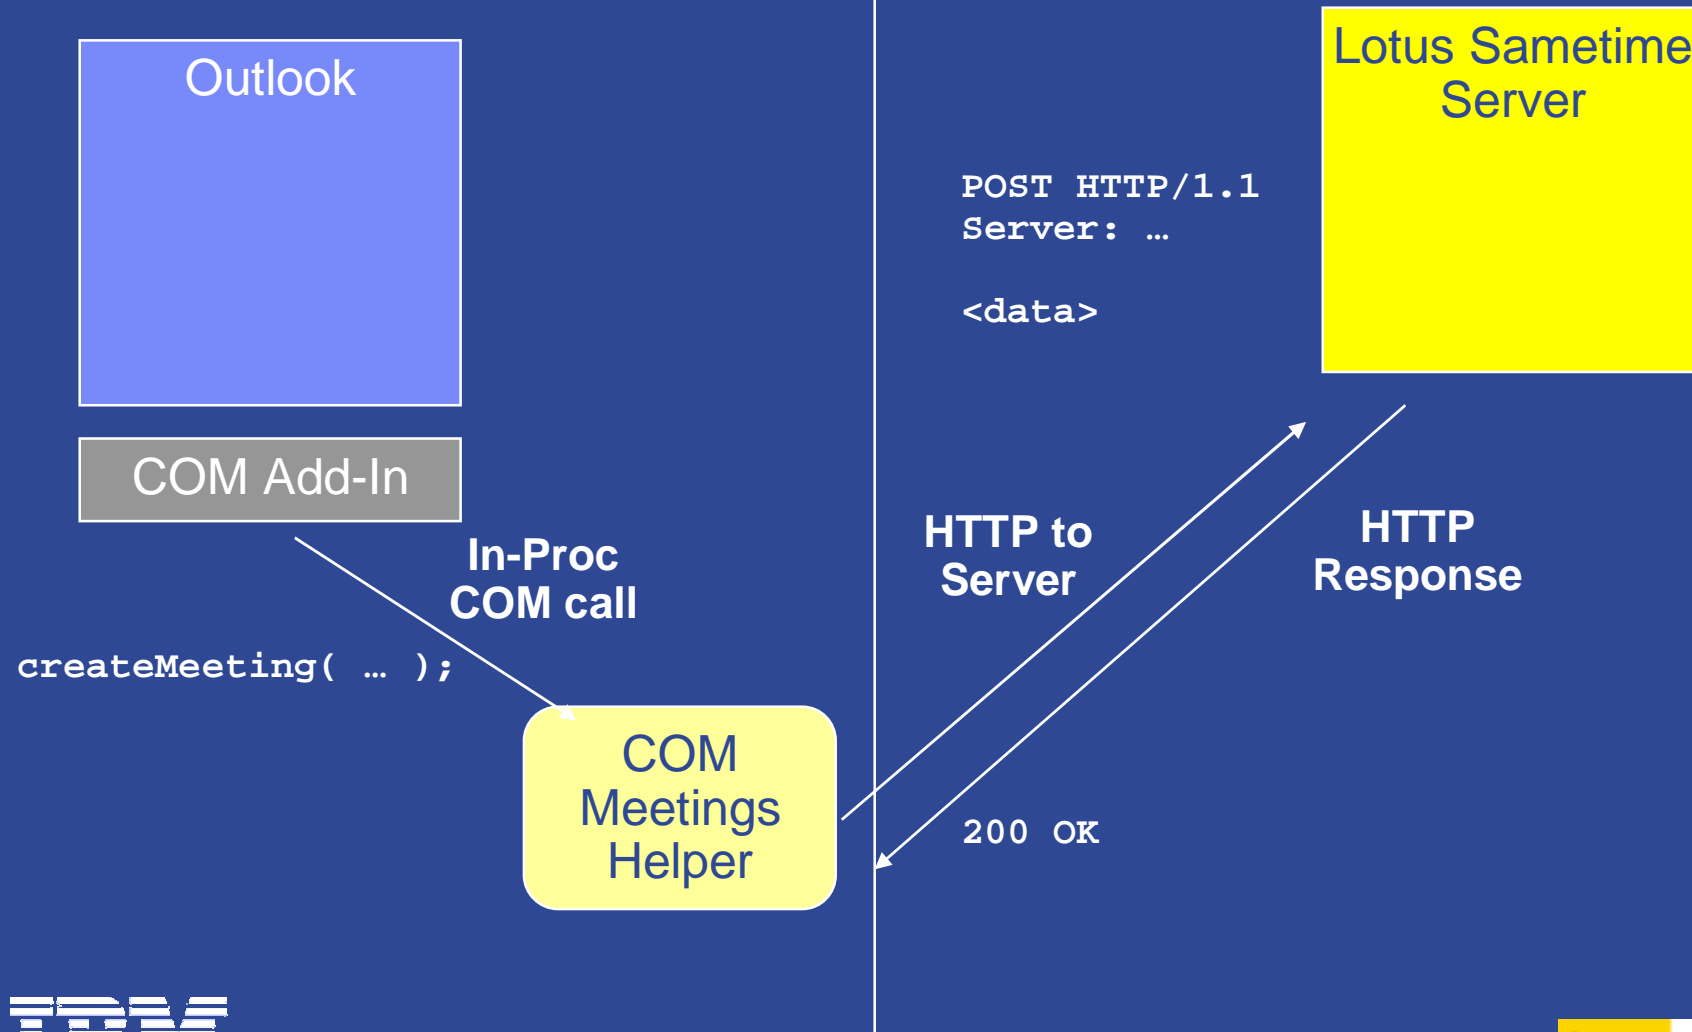 Outlook
COM Add-In
In-Proc
COM call
createMeeting( … );
COM
Meetings
Helper
Lotus Sametime
Server
POST HTTP/1.1
Server: …
<data>
HTTP to
Server
HTTP
Response
200 OK
IBM